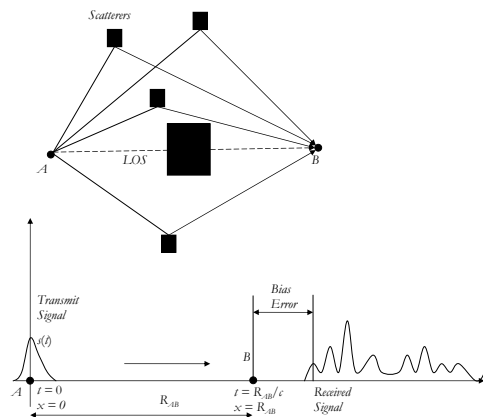 Scatterers
A
LOS
B
Transmit
Signal
s(t)
Bias
Error
B
A
t = 0
x = 0
R_AB
t = R_AB/c
x = R_AB
Received
Signal